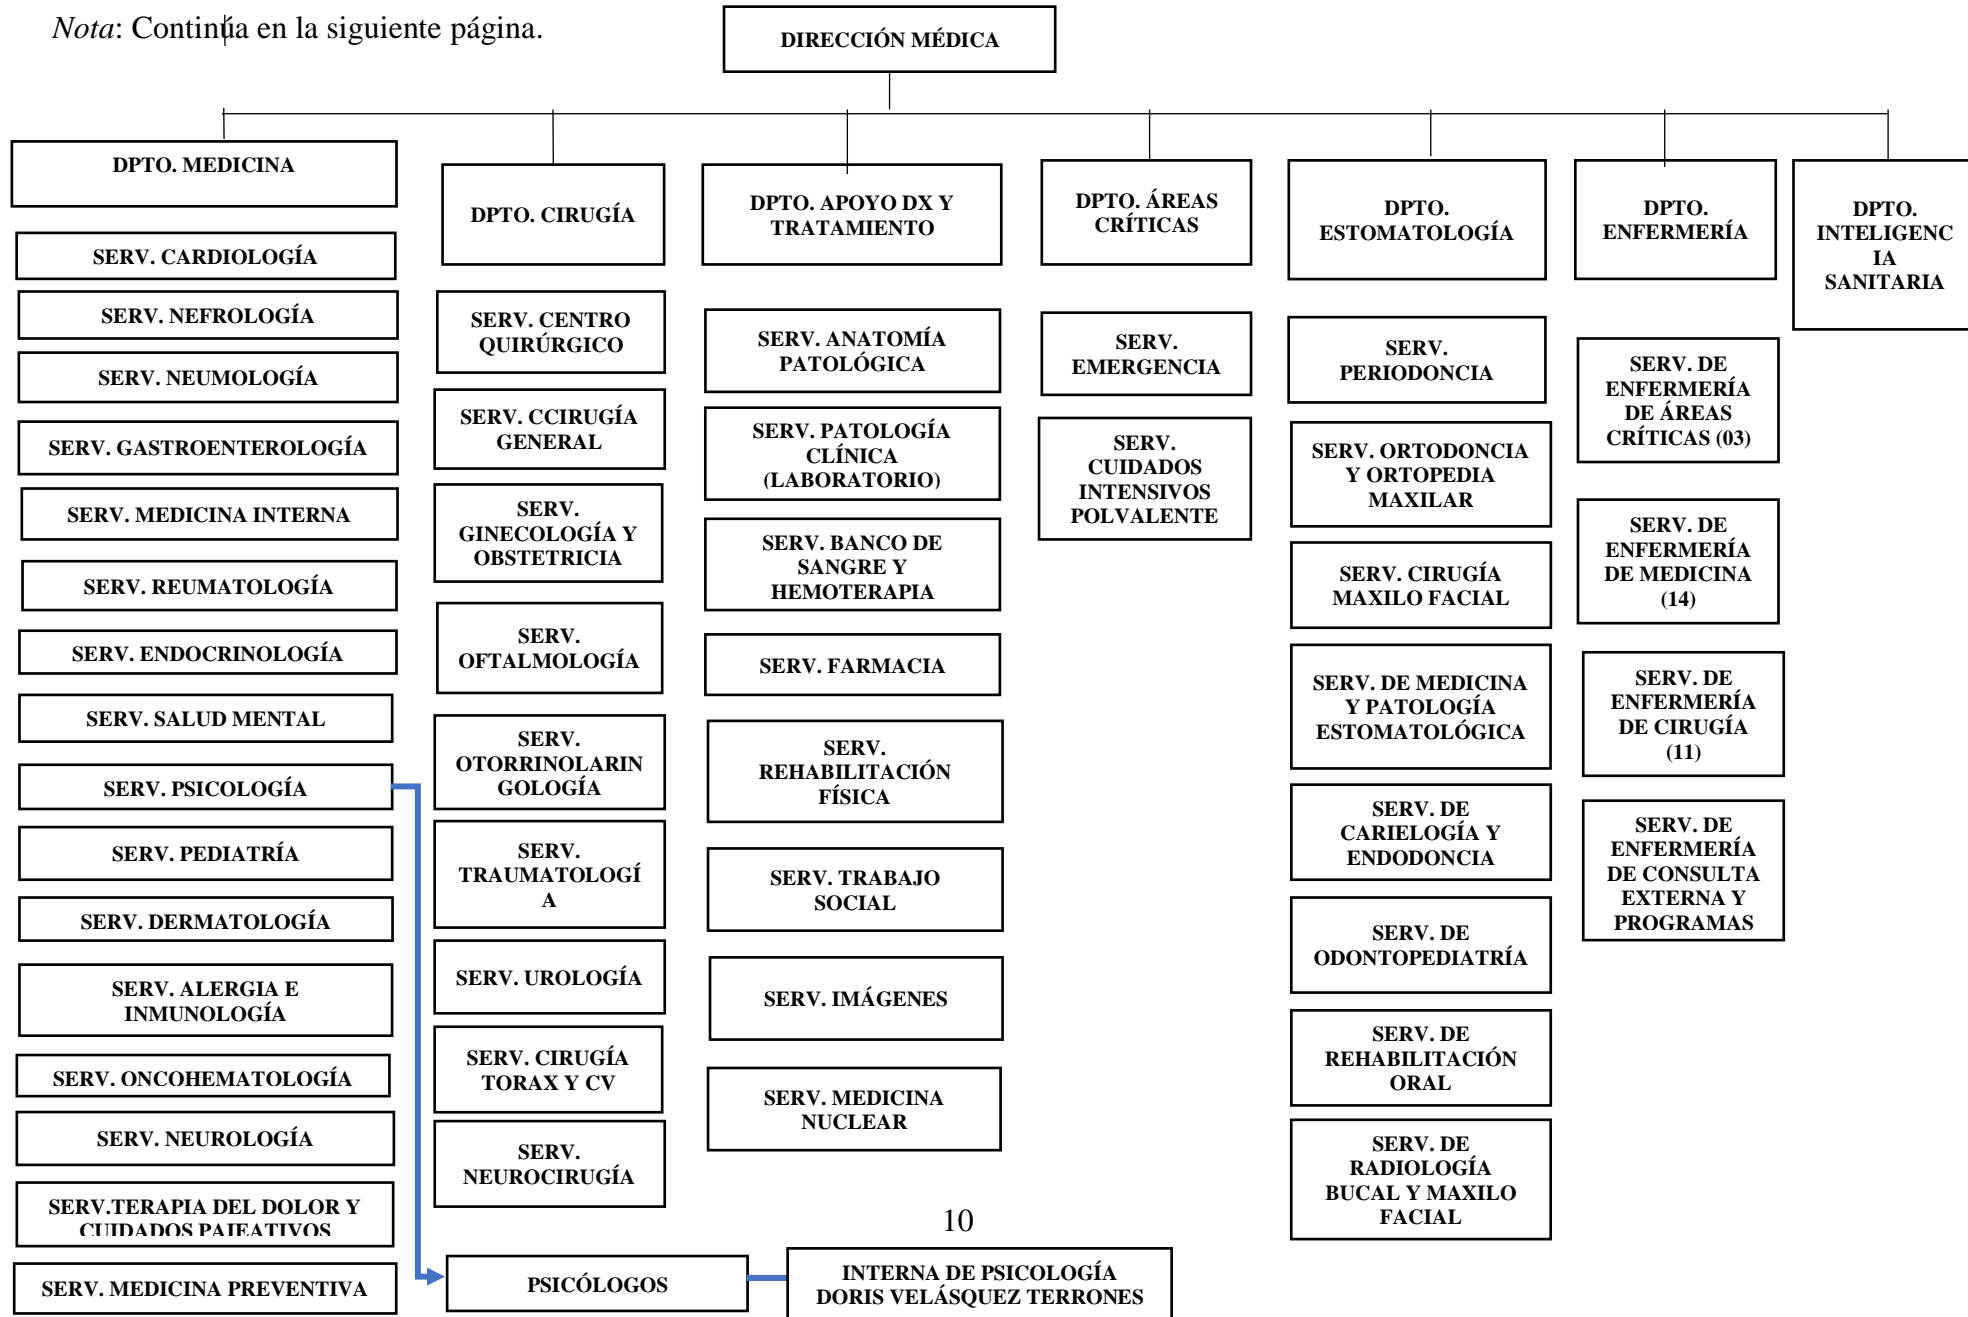 Nota: Continúa en la siguiente página.
DIRECCIÓN MÉDICA
DPTO. MEDICINA
SERV. CARDIOLOGÍA
SERV. NEFROLOGÍA
SERV. NEUMOLOGÍA
SERV. GASTROENTEROLOGÍA
SERV. MEDICINA INTERNA
SERV. REUMATOLOGÍA
SERV. ENDOCRINOLOGÍA
SERV. SALUD MENTAL
SERV. PSICOLOGÍA
SERV. PEDIATRÍA
SERV. DERMATOLOGÍA
SERV. ALERGIA E
INMUNOLOGÍA
SERV. ONCOHEMATOLOGÍA
SERV. NEUROLOGÍA
SERV.TERAPIA DEL DOLOR Y
CUIDADOS PAIEATIVOS
SERV. MEDICINA PREVENTIVA
DPTO. CIRUGÍA
SERV. CENTRO
QUIRÚRGICO
SERV. CCIRUGÍA
GENERAL
SERV.
GINECOLOGÍA Y
OBSTETRICIA
SERV.
OFTALMOLOGÍA
SERV.
OTORRINOLARIN
GOLOGÍA
SERV.
TRAUMATOLOGÍ
A
SERV. UROLOGÍA
SERV. CIRUGÍA
TORAX Y CV
SERV.
NEUROCIRUGÍA
DPTO. APOYO DX Y
TRATAMIENTO
SERV. ANATOMÍA
PATOLÓGICA
SERV. PATOLOGÍA
CLÍNICA
(LABORATORIO)
SERV. BANCO DE
SANGRE Y
HEMOTERAPIA
SERV. FARMACIA
SERV.
REHABILITACIÓN
FÍSICA
SERV. TRABAJO
SOCIAL
SERV. IMÁGENES
SERV. MEDICINA
NUCLEAR
DPTO. ÁREAS
CRÍTICAS
SERV.
EMERGENCIA
SERV.
CUIDADOS
INTENSIVOS
POLVALENTE
DPTO.
ESTOMATOLOGÍA
SERV.
PERIODONCIA
SERV. ORTODONCIA
Y ORTOPEDIA
MAXILAR
SERV. CIRUGÍA
MAXILO FACIAL
SERV. DE MEDICINA
Y PATOLOGÍA
ESTOMATOLÓGICA
SERV. DE
CARIELOGÍA Y
ENDODONCIA
SERV. DE
ODONTOPEDIATRÍA
SERV. DE
REHABILITACIÓN
ORAL
SERV. DE
RADIOLOGÍA
BUCAL Y MAXILO
FACIAL
DPTO.
ENFERMERÍA
SERV. DE
ENFERMERÍA
DE ÁREAS
CRÍTICAS (03)
SERV. DE
ENFERMERÍA
DE MEDICINA
(14)
SERV. DE
ENFERMERÍA
DE CIRUGÍA
(11)
SERV. DE
ENFERMERÍA
DE CONSULTA
EXTERNA Y
PROGRAMAS
DPTO.
INTELIGENC
IA
SANITARIA
10
PSICÓLOGOS
INTERNA DE PSICOLOGÍA
DORIS VELÁSQUEZ TERRONES